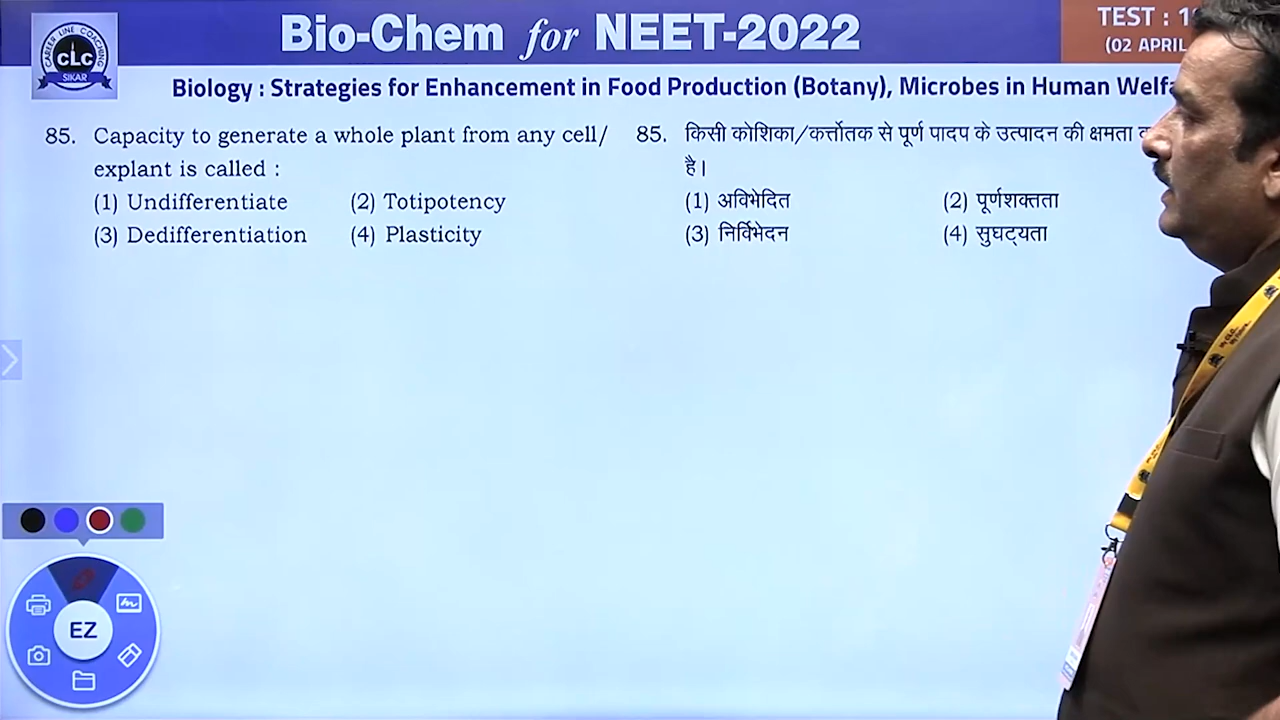 CAREER LINE COACHING
CLC
SIKAR
Bio-Chem for NEET-2022
TEST :
(02 APRIL
Biology : Strategies for Enhancement in Food Production (Botany), Microbes in Human
85. Capacity to generate a whole plant from any cell/
explant is called :
(1) Undifferentiate (2) Totipotency
(3) Dedifferentiation (4) Plasticity
85. किसी कोशिका/कर्त्तोतक से पूर्ण पादप के उत्पादन की क्षमता
है।
(1) अविभेदित (2) पूर्णशक्तता
(3) निर्विभेदन (4) सुघट्यता
EZ